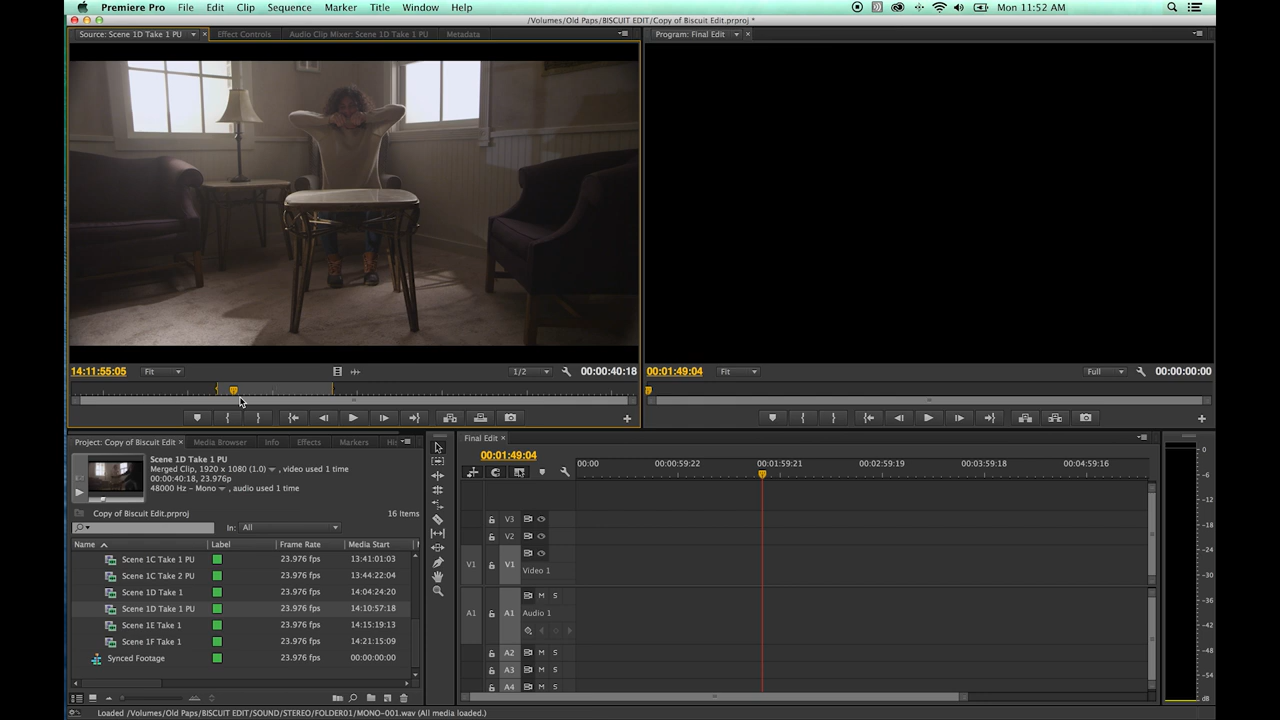 Premiere Pro File Edit Clip Sequence Marker Title Window Help Mon 11:52 AM
/Volumes/Old Paps/BISCUIT EDIT/Copy of Biscuit Edit.prproj *
Source: Scene 1D Take 1 PU Effect Controls Audio Clip Mixer: Scene 1D Take 1 PU Metadata Program: Final Edit
14:11:55:05 Fit 1/2 00:00:40:18 00:01:49:04 Fit Full 00:00:00:00
Project: Copy of Biscuit Edit Media Browser Info Effects Markers His Final Edit
Scene 1D Take 1 PU
Merged Clip, 1920 x 1080 (1.0) , video used 1 time
00:00:40:18, 23.976p
48000 Hz - Mono , audio used 1 time
Copy of Biscuit Edit.prproj 16 Items
In: All
Name Label Frame Rate Media Start
Scene 1C Take 1 PU 23.976 fps 13:41:01:03
Scene 1C Take 2 PU 23.976 fps 13:44:22:04
Scene 1D Take 1 23.976 fps 14:04:24:20
Scene 1D Take 1 PU 23.976 fps 14:10:57:18
Scene 1E Take 1 23.976 fps 14:15:19:13
Scene 1F Take 1 23.976 fps 14:21:15:09
Synced Footage 23.976 fps 00:00:00:00
00:01:49:04
00:00 00:00:59:22 00:01:59:21 00:02:59:19 00:03:59:18 00:04:59:16
V3
V2
V1 V1
Video 1
A1 A1 M S
Audio 1
A2 M S
A3 M S
A4 M S
0
-6
-12
-18
-24
-30
-36
-42
-48
-54
dB
Loaded /Volumes/Old Paps/BISCUIT EDIT/SOUND/STEREO/FOLDER01/MONO-001.wav (All media loaded.)